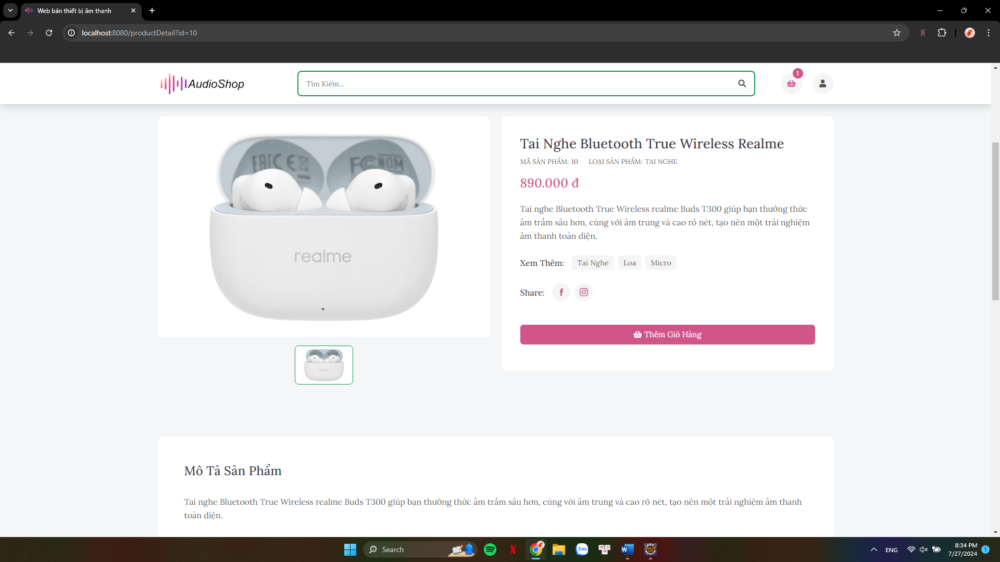 Web bán thiết bị âm thanh
localhost:8080/productDetail?id=10
AudioShop
Tìm Kiếm...
1
Tai Nghe Bluetooth True Wireless Realme
MÃ SẢN PHẨM: 10 LOẠI SẢN PHẨM: TAI NGHE
890.000 đ
Tai nghe Bluetooth True Wireless realme Buds T300 giúp bạn thưởng thức
âm trầm sâu hơn, cùng với âm trung và cao rõ nét, tạo nên một trải nghiệm
âm thanh toàn diện.
Xem Thêm: Tai Nghe Loa Micro
Share:
Thêm Giỏ Hàng
realme
Mô Tả Sản Phẩm
Tai nghe Bluetooth True Wireless realme Buds T300 giúp bạn thưởng thức âm trầm sâu hơn, cùng với âm trung và cao rõ nét, tạo nên một trải nghiệm âm thanh
toàn diện.
Search
Zalo
ENG
8:34 PM
7/27/2024
1